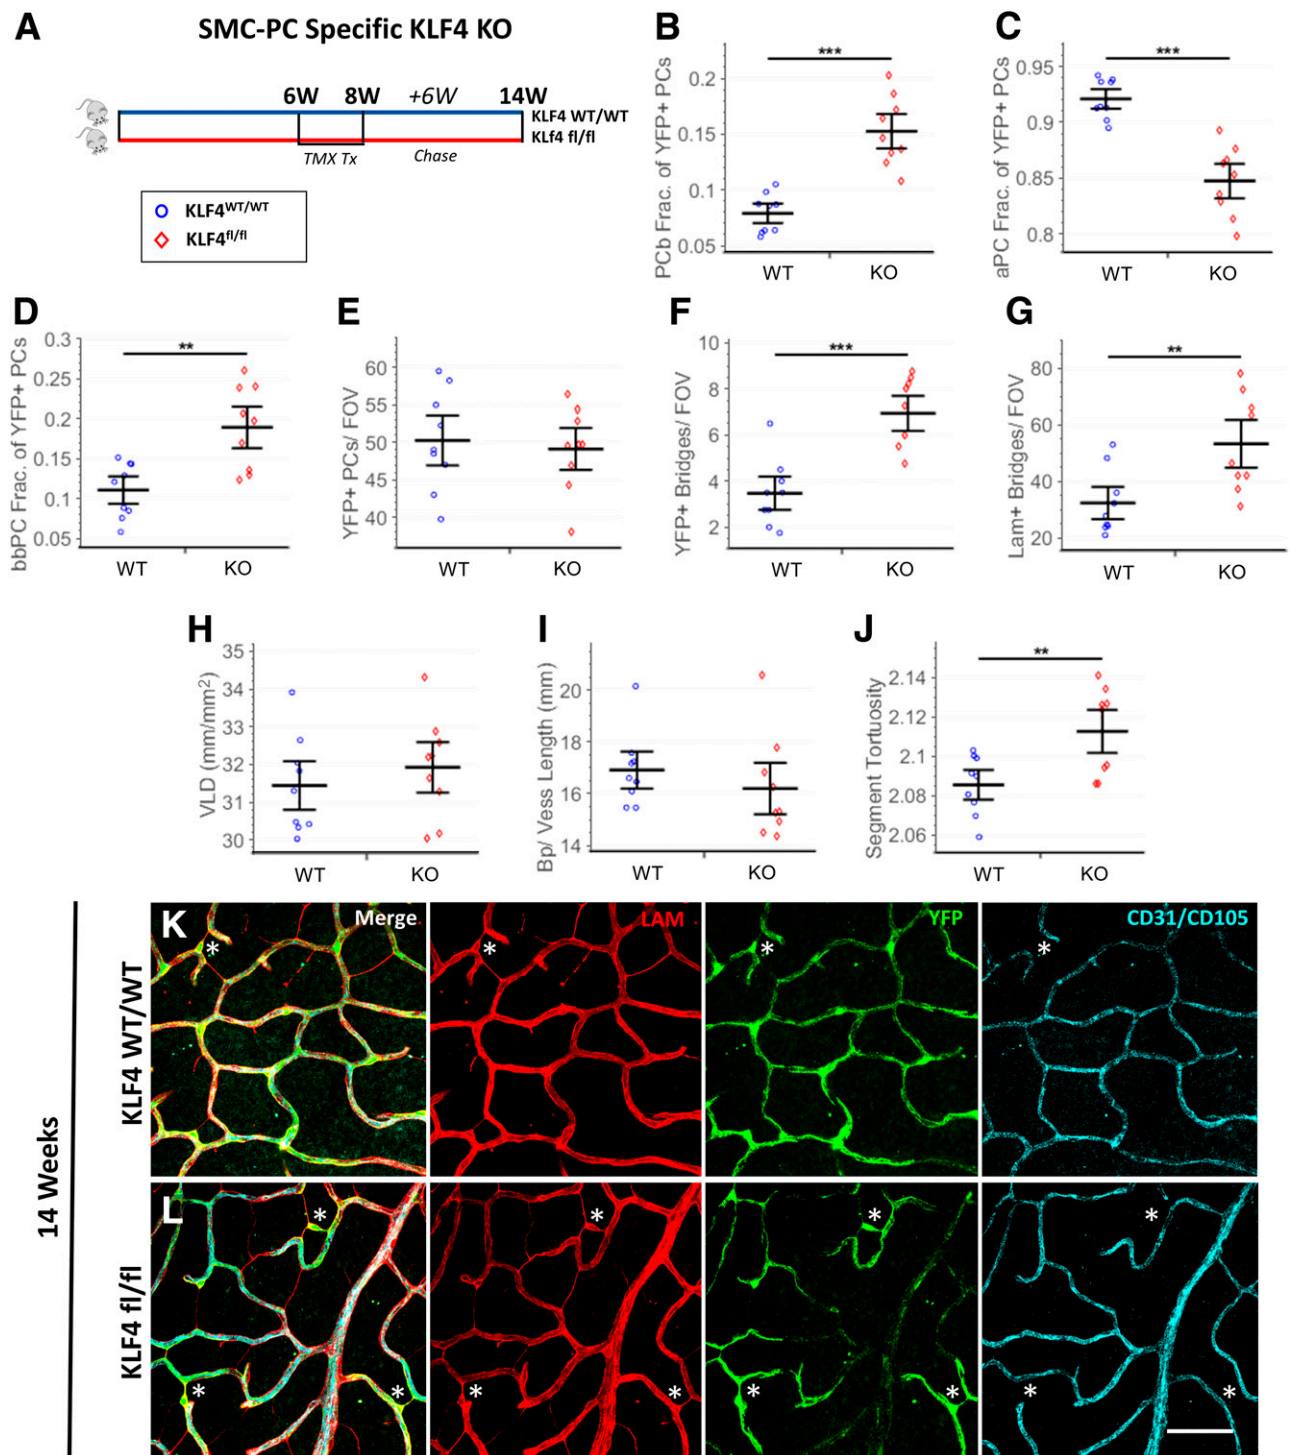 A
SMC-PC Specific KLF4 KO
6W 8W +6W 14W
KLF4 WT/WT
KLf4 fl/fl
TMX Tx
Chase
KLF4WT/WT
KLF4fl/fl
B
PCb Frac. of YFP+ PCs
0.2
0.15
0.1
0.05
***
WT KO
C
aPC Frac. of YFP+ PCs
0.95
0.9
0.85
0.8
***
WT KO
D
bbPC Frac. of YFP+ PCs
0.3
0.25
0.2
0.15
0.1
0.05
**
WT KO
E
YFP+ PCs/ FOV
60
55
50
45
40
WT KO
F
YFP+ Bridges/ FOV
10
8
6
4
2
***
WT KO
G
Lam+ Bridges/ FOV
80
60
40
20
**
WT KO
H
VLD (mm/mm²)
35
34
33
32
31
30
WT KO
I
Bp/ Vess Length (mm)
20
18
16
14
WT KO
J
Segment Tortuosity
2.14
2.12
2.1
2.08
2.06
**
WT KO
14 Weeks
KLF4 WT/WT
K
Merge
LAM
YFP
CD31/CD105
* * * *
KLF4 fl/fl
L
* * * *
* * * * * * * *